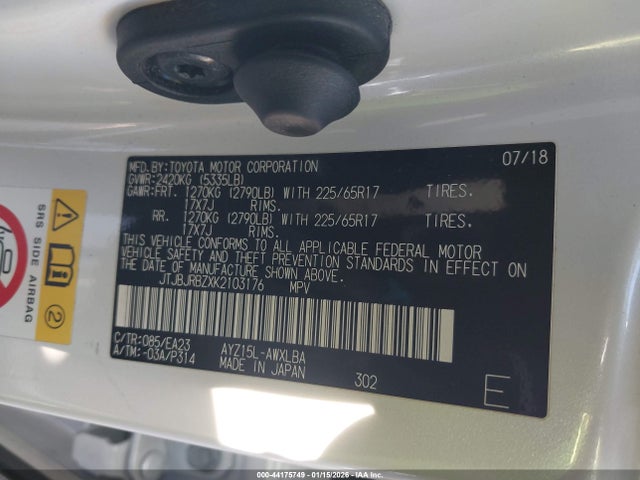 07/18
MFD.BY:TOYOTA MOTOR CORPORATION
GVWR:2420KG (5335LB)
GAWR:FRT. 1270KG (2790LB) WITH 225/65R17 TIRES.
17X7J RIMS.
RR. 1270KG (2790LB) WITH 225/65R17 TIRES.
17X7J RIMS.
THIS VEHICLE CONFORMS TO ALL APPLICABLE FEDERAL MOTOR
VEHICLE SAFETY AND THEFT PREVENTION STANDARDS IN EFFECT ON
THE DATE OF MANUFACTURE SHOWN ABOVE.
JTJBJRBZXK2103176 MPV
C/TR:085/EA23 AYZ15L-AWXLBA
A/TM:-03A/P314 MADE IN JAPAN 302
E
SRS SIDE AIRBAG
2
000-44175749 - 01/15/2026 - IAA Inc.